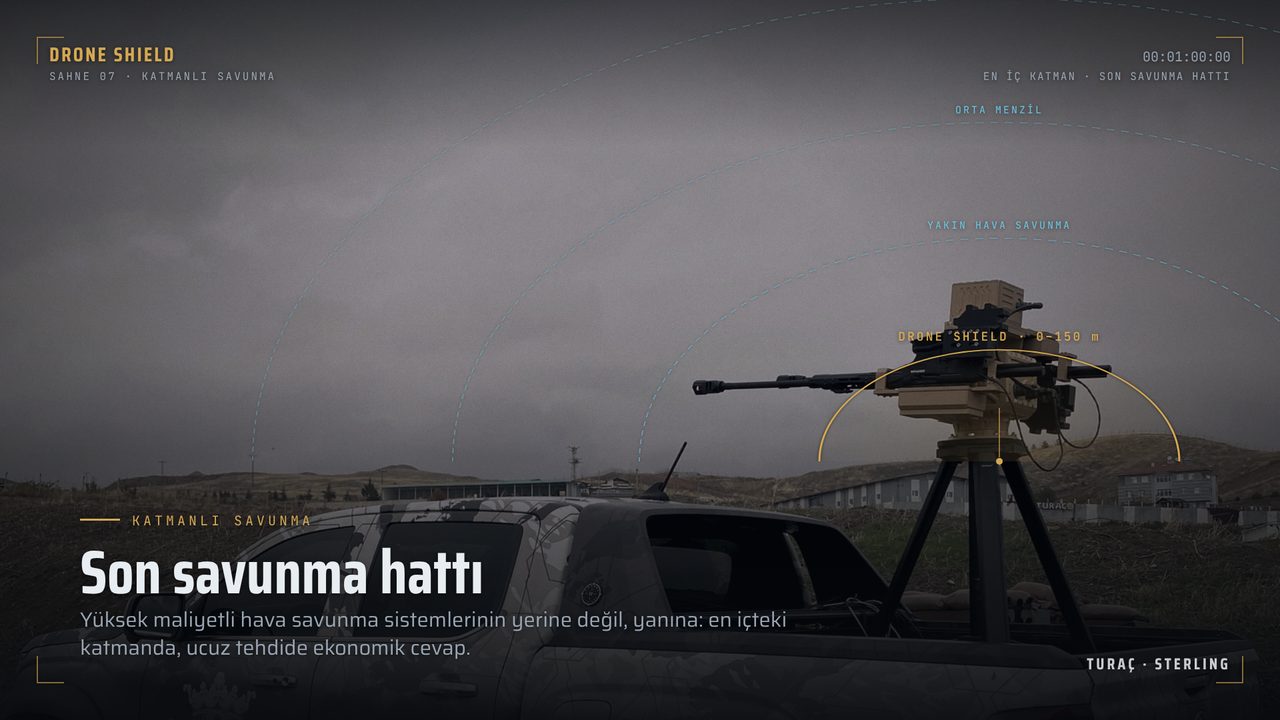 DRONE SHIELD
SAHNE 07 · KATMANLI SAVUNMA
00:01:00:00
EN İÇ KATMAN · SON SAVUNMA HATTI
ORTA MENZİL
YAKIN HAVA SAVUNMA
DRONE SHIELD · 0–150 m
TURAÇ
KATMANLI SAVUNMA
Son savunma hattı
Yüksek maliyetli hava savunma sistemlerinin yerine değil, yanına: en içteki
katmanda, ucuz tehdide ekonomik cevap.
TURAÇ · STERLING